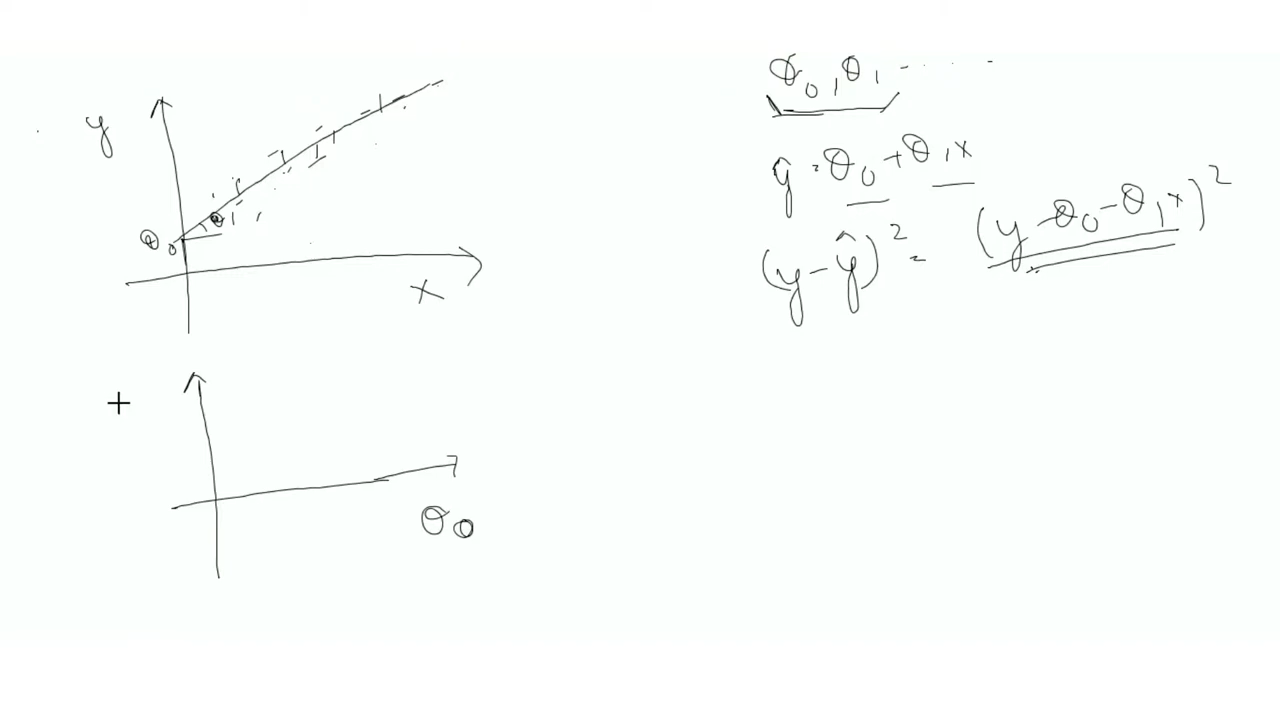 y
θ₀
θ₁
x
θ₀
θ₀, θ₁ - - - - -
ŷ = θ₀ + θ₁x
(y - ŷ)² = (y - θ₀ - θ₁x)²